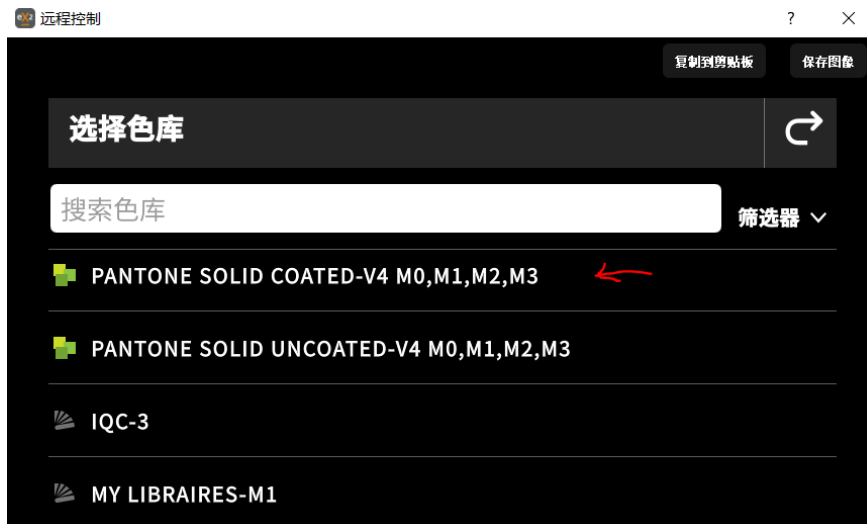 eX2
远程控制
复制到剪贴板 保存图像
选择色库
搜索色库
筛选器
PANTONE SOLID COATED-V4 M0,M1,M2,M3
PANTONE SOLID UNCOATED-V4 M0,M1,M2,M3
IQC-3
MY LIBRAIRES-M1